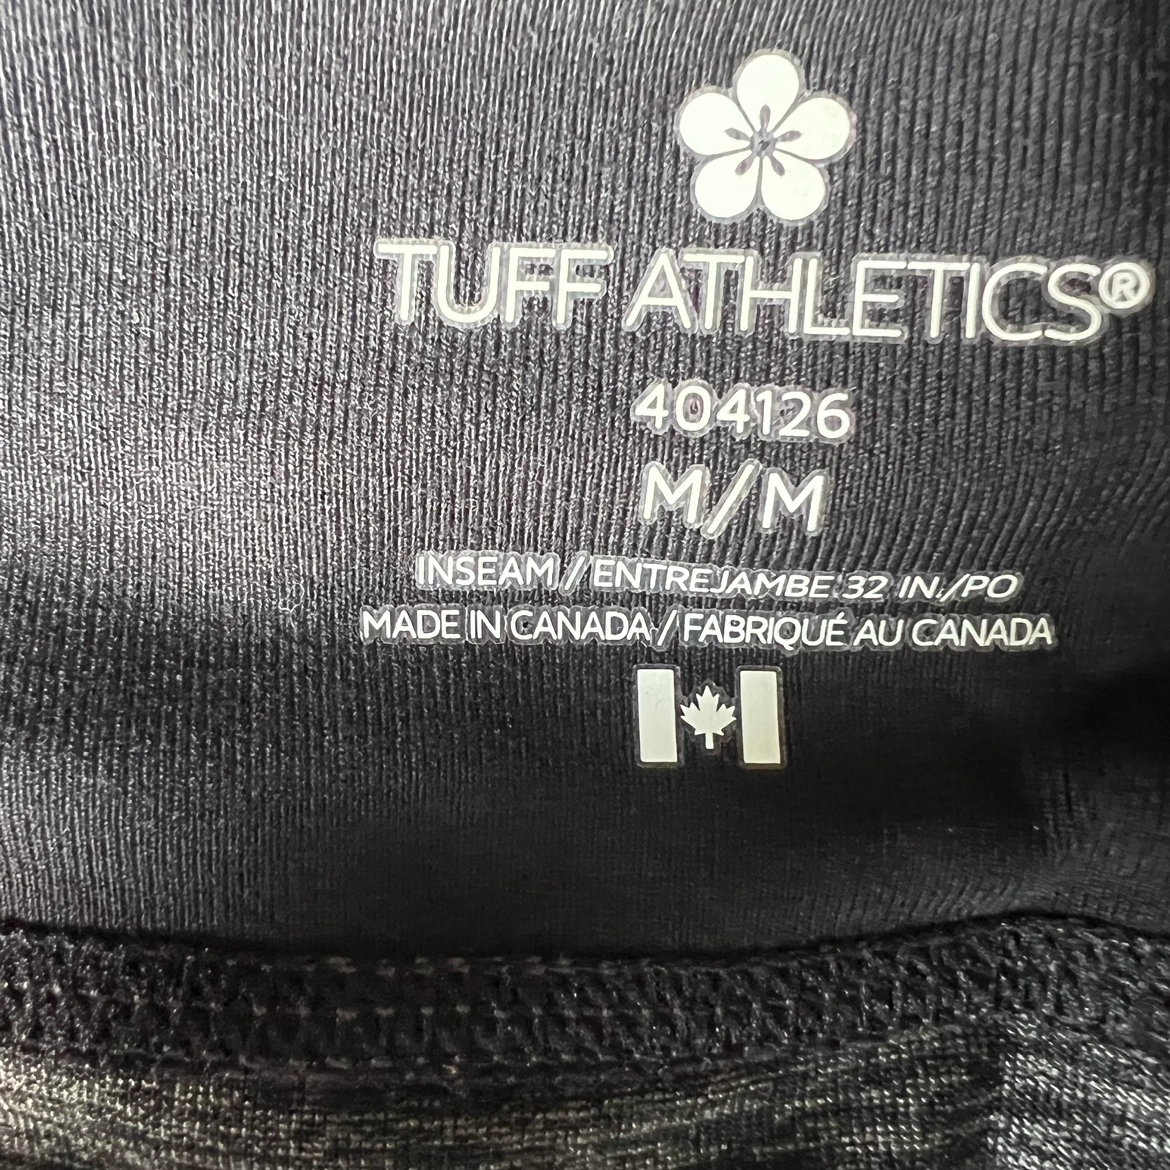 TUFF ATHLETICS®
404126
M/M
INSEAM / ENTREJAMBE: 32 IN./PO
MADE IN CANADA / FABRIQUÉ AU CANADA